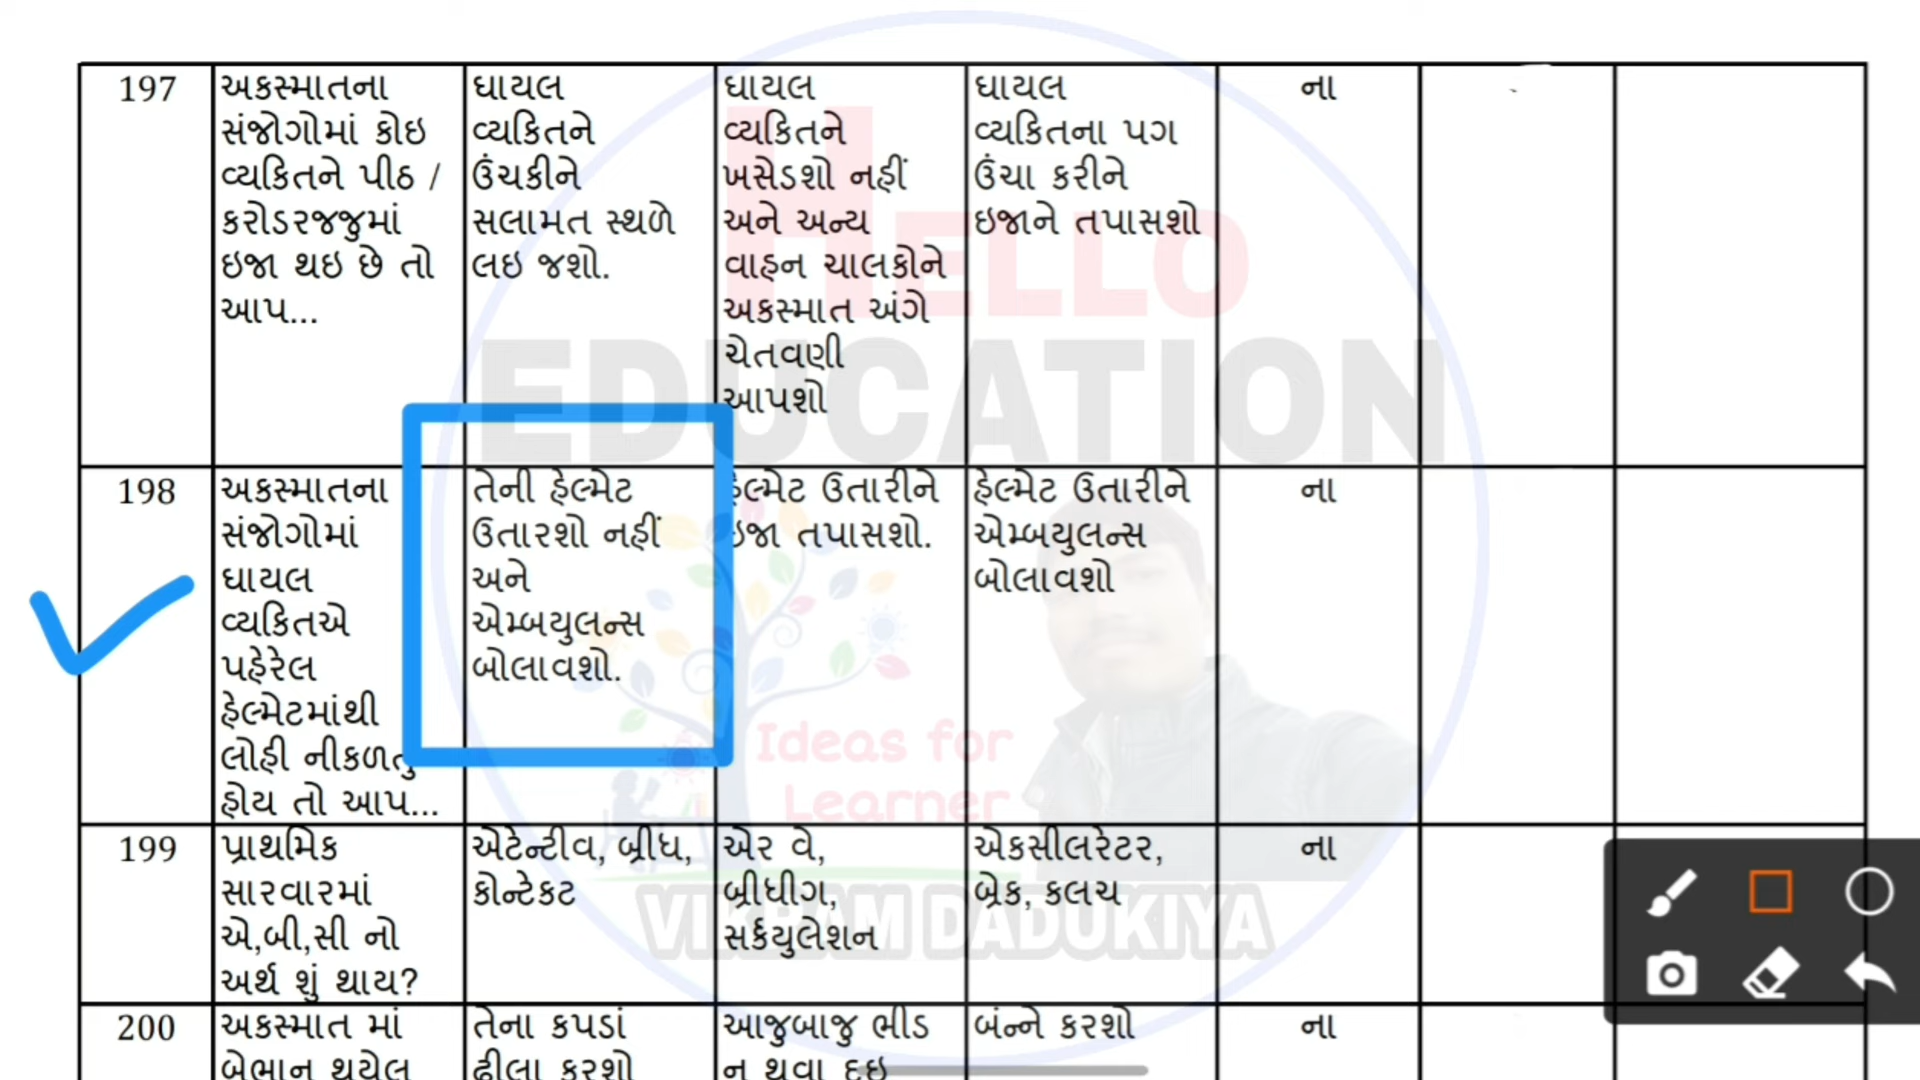 197
અકસ્માતના
સંજોગોમાં કોઇ
વ્યકિતને પીઠ /
કરોડરજજુમાં
ઇજા થઇ છે તો
આપ...
ઘાયલ
વ્યકિતને
ઉંચકીને
સલામત સ્થળે
લઇ જશો.
ઘાયલ
વ્યકિતને
ખસેડશો નહીં
અને અન્ય
વાહન ચાલકોને
અકસ્માત અંગે
ચેતવણી
આપશો
ઘાયલ
વ્યકિતના પગ
ઉંચા કરીને
ઇજાને તપાસશો
ના
198
અકસ્માતના
સંજોગોમાં
ઘાયલ
વ્યકિતએ
પહેરેલ
હેલ્મેટમાંથી
લોહી નીકળતુ
હોય તો આપ...
તેની હેલ્મેટ
ઉતારશો નહીં
અને
એમ્બયુલન્સ
બોલાવશો.
હેલ્મેટ ઉતારીને
ઇજા તપાસશો.
હેલ્મેટ ઉતારીને
એમ્બયુલન્સ
બોલાવશો
ના
199
પ્રાથમિક
સારવારમાં
એ,બી,સી નો
અર્થ શું થાય?
એટેન્ટીવ, બ્રીધ,
કોન્ટેકટ
એર વે,
બ્રીધીગ,
સર્કયુલેશન
એકસીલરેટર,
બ્રેક, કલચ
ના
200
અકસ્માત માં
બેભાન થયેલ
તેના કપડાં
ઢીલા કરશો
આજુબાજુ ભીડ
ન થવા દઇ
બંન્ને કરશો
ના
HELLO
EDUCATION
Ideas for
Learner
VIKRAM DADUKIYA